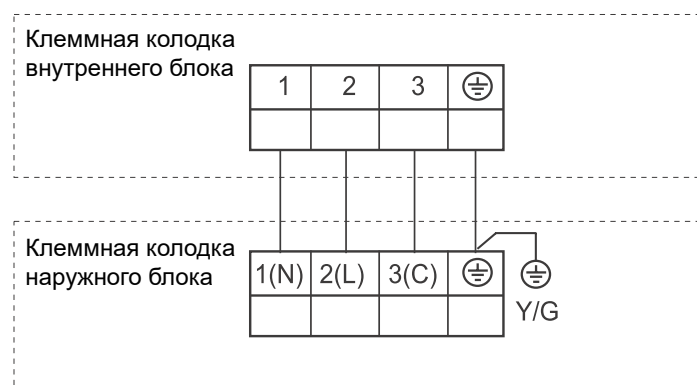 Клеммная колодка
внутреннего блока
1 2 3
Клеммная колодка
наружного блока
1(N) 2(L) 3(C)
Y/G